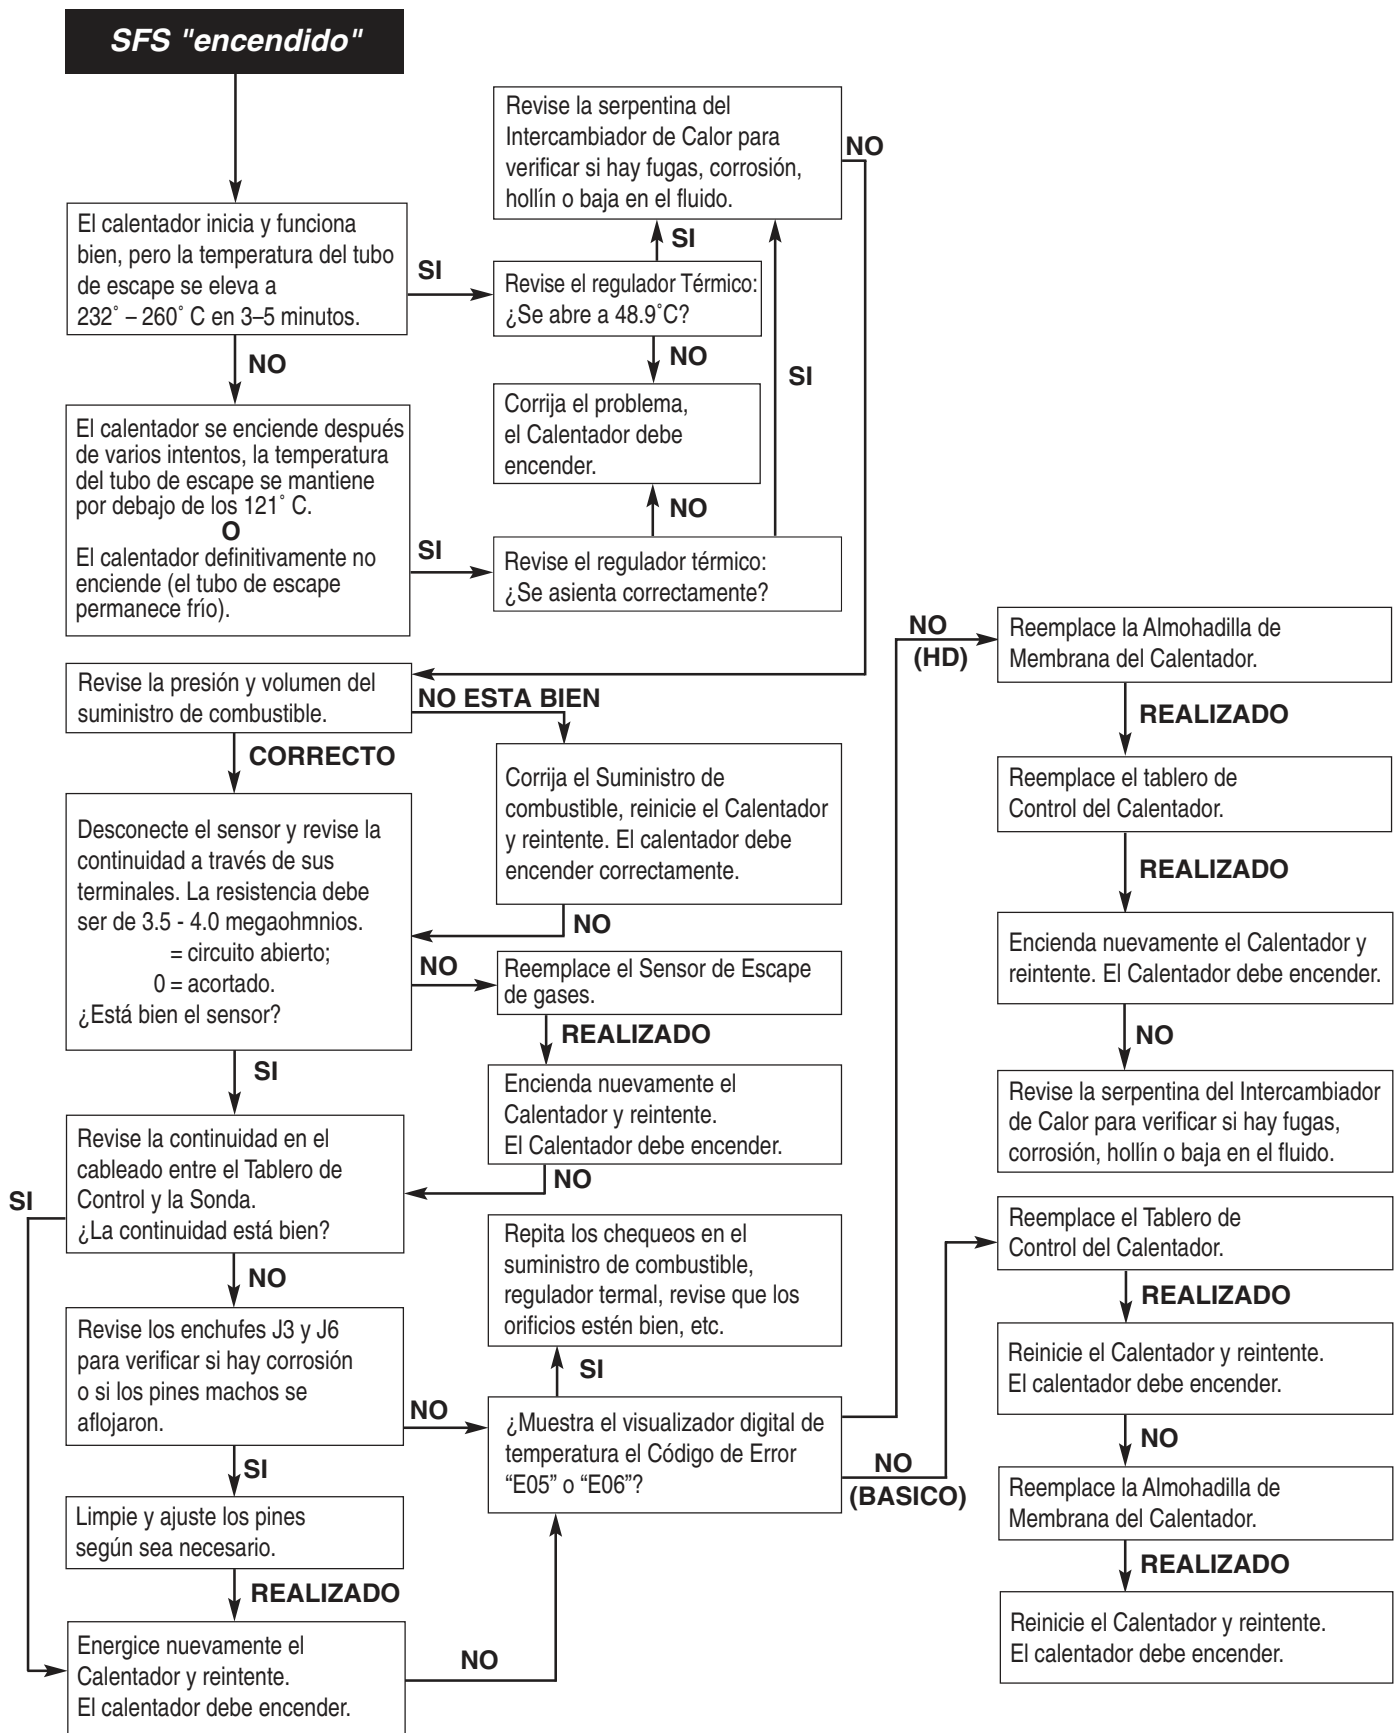 SFS "encendido"
Revise la serpentina del
Intercambiador de Calor para
verificar si hay fugas, corrosión,
hollín o baja en el fluido.
NO
El calentador inicia y funciona
bien, pero la temperatura del tubo
de escape se eleva a
232˚ – 260˚ C en 3–5 minutos.
SI
SI
Revise el regulador Térmico:
¿Se abre a 48.9˚C?
NO
NO
SI
Corrija el problema,
el Calentador debe
encender.
El calentador se enciende después
de varios intentos, la temperatura
del tubo de escape se mantiene
por debajo de los 121˚ C.
O
El calentador definitivamente no
enciende (el tubo de escape
permanece frío).
NO
SI
Revise el regulador térmico:
¿Se asienta correctamente?
Revise la presión y volumen del
suministro de combustible.
NO ESTA BIEN
CORRECTO
Corrija el Suministro de
combustible, reinicie el Calentador
y reintente. El calentador debe
encender correctamente.
NO
Desconecte el sensor y revise la
continuidad a través de sus
terminales. La resistencia debe
ser de 3.5 - 4.0 megaohmnios.
= circuito abierto;
0 = acortado.
¿Está bien el sensor?
NO
Reemplace el Sensor de Escape
de gases.
REALIZADO
SI
Encienda nuevamente el
Calentador y reintente.
El Calentador debe encender.
NO
Revise la continuidad en el
cableado entre el Tablero de
Control y la Sonda.
¿La continuidad está bien?
SI
NO
Repita los chequeos en el
suministro de combustible,
regulador termal, revise que los
orificios estén bien, etc.
SI
Revise los enchufes J3 y J6
para verificar si hay corrosión
o si los pines machos se
aflojaron.
NO
¿Muestra el visualizador digital de
temperatura el Código de Error
“E05” o “E06”?
SI
Limpie y ajuste los pines
según sea necesario.
REALIZADO
Energice nuevamente el
Calentador y reintente.
El calentador debe encender.
NO
NO
(HD)
Reemplace la Almohadilla de
Membrana del Calentador.
REALIZADO
Reemplace el tablero de
Control del Calentador.
REALIZADO
Encienda nuevamente el Calentador y
reintente. El Calentador debe encender.
NO
Revise la serpentina del Intercambiador
de Calor para verificar si hay fugas,
corrosión, hollín o baja en el fluido.
NO
(BASICO)
Reemplace el Tablero de
Control del Calentador.
REALIZADO
Reinicie el Calentador y reintente.
El calentador debe encender.
NO
Reemplace la Almohadilla de
Membrana del Calentador.
REALIZADO
Reinicie el Calentador y reintente.
El calentador debe encender.